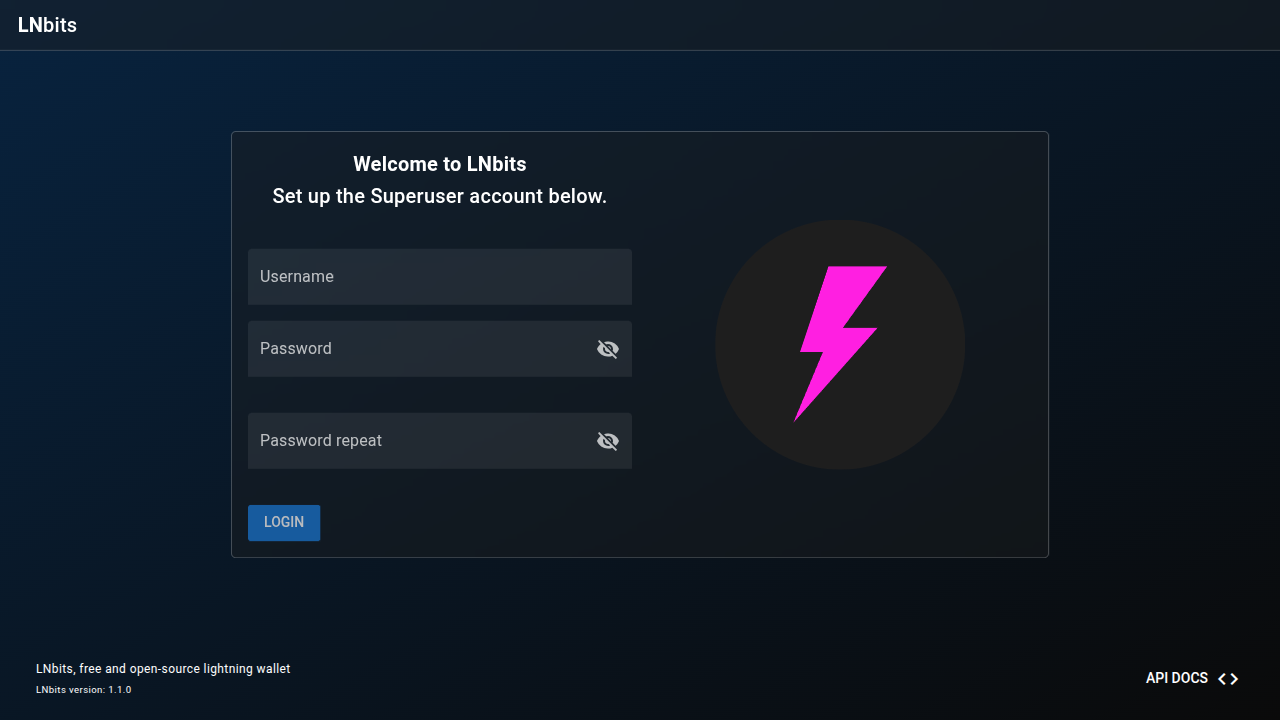 LNbits
Welcome to LNbits
Set up the Superuser account below.
Username
Password
Password repeat
LOGIN
LNbits, free and open-source lightning wallet
LNbits version: 1.1.0
API DOCS